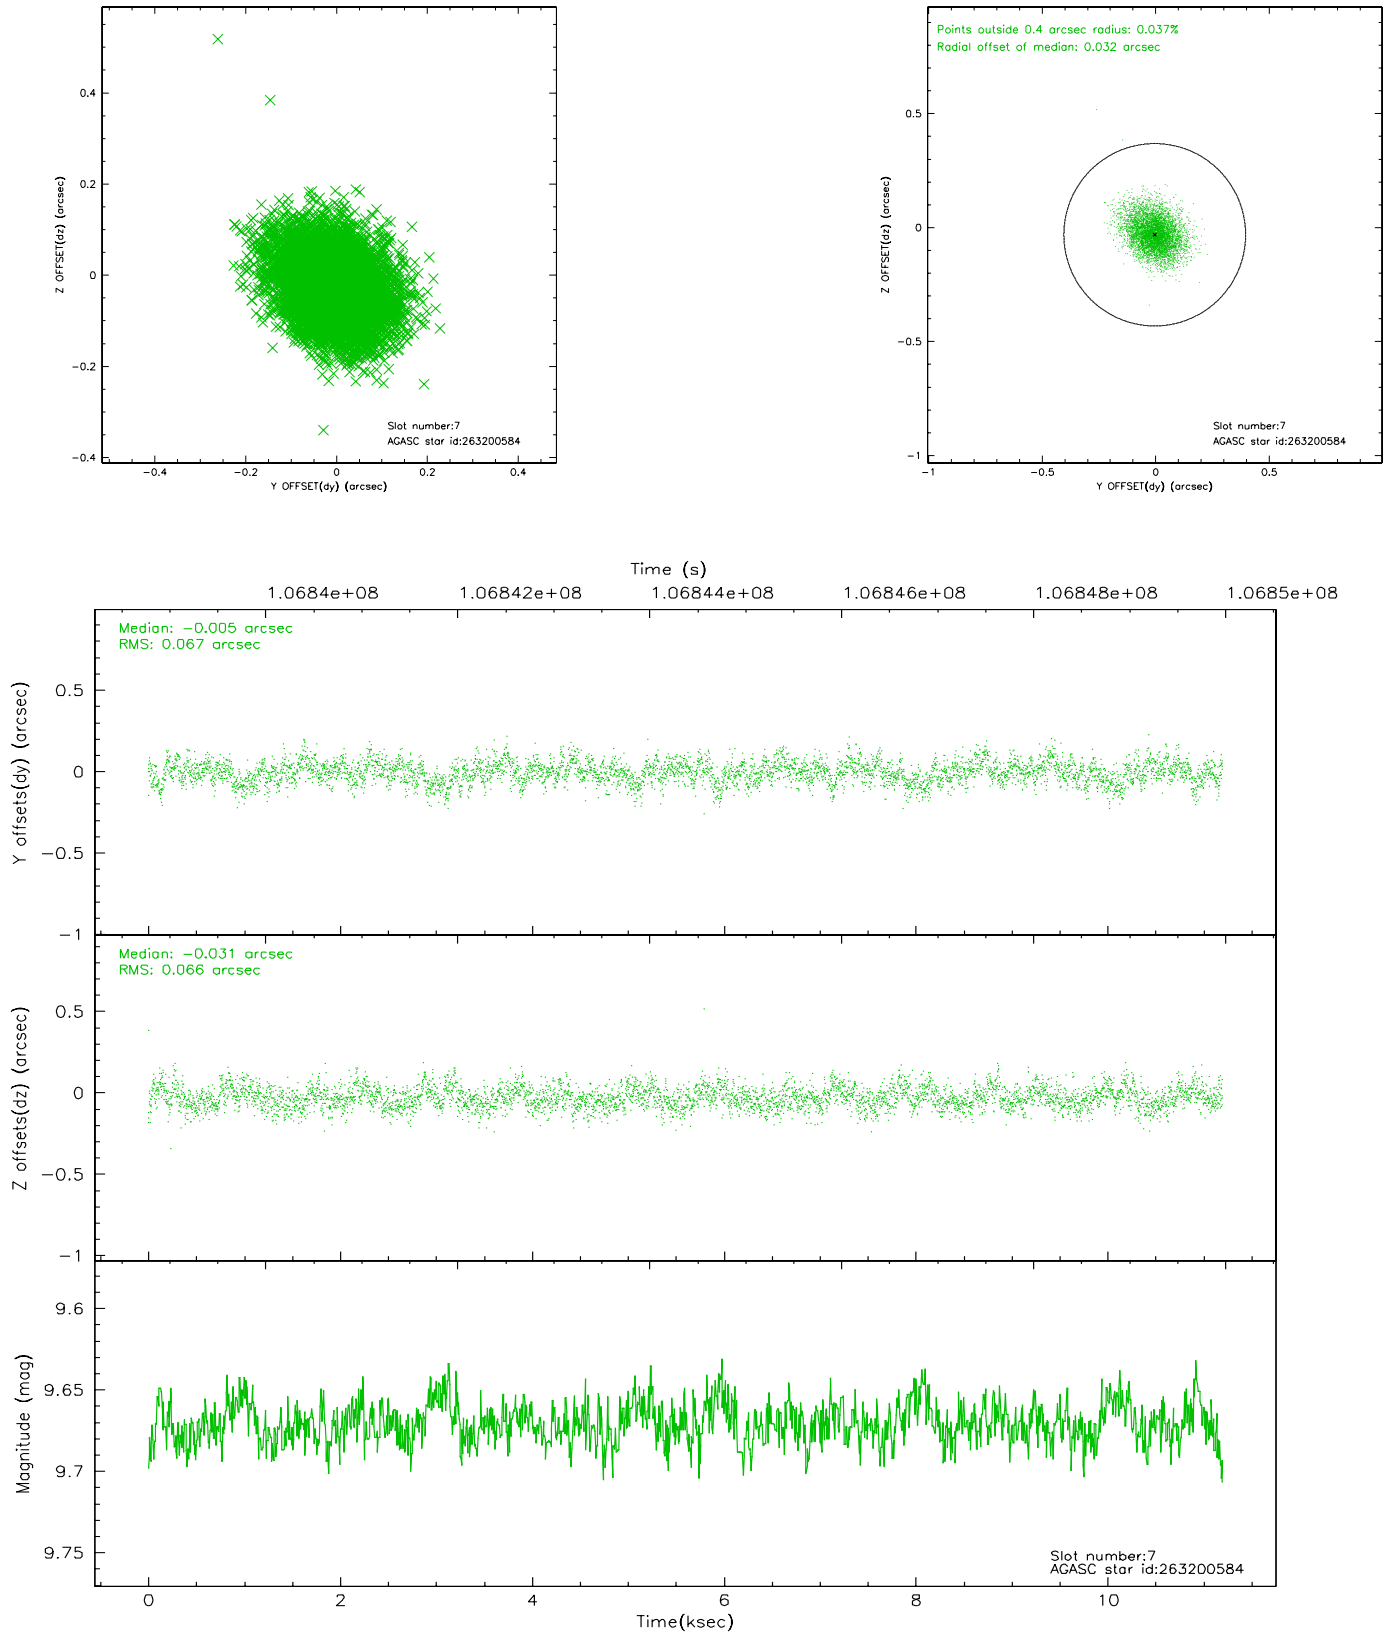 0.4
0.2
0
−0.2
−0.4
Z OFFSET(dz) (arcsec)
Slot number:7
AGASC star id:263200584
−0.4 −0.2 0 0.2 0.4
Y OFFSET(dy) (arcsec)
Points outside 0.4 arcsec radius: 0.037%
Radial offset of median: 0.032 arcsec
0.5
0
−0.5
−1
Z OFFSET(dz) (arcsec)
Slot number:7
AGASC star id:263200584
−1 −0.5 0 0.5
Y OFFSET(dy) (arcsec)
Time (s)
1.0684e+08 1.06842e+08 1.06844e+08 1.06846e+08 1.06848e+08 1.0685e+08
Median: −0.005 arcsec
RMS: 0.067 arcsec
0.5
0
−0.5
−1
Y offsets(dy) (arcsec)
Median: −0.031 arcsec
RMS: 0.066 arcsec
0.5
0
−0.5
−1
Z offsets(dz) (arcsec)
9.6
9.65
9.7
9.75
Magnitude (mag)
Slot number:7
AGASC star id:263200584
0 2 4 6 8 10
Time(ksec)